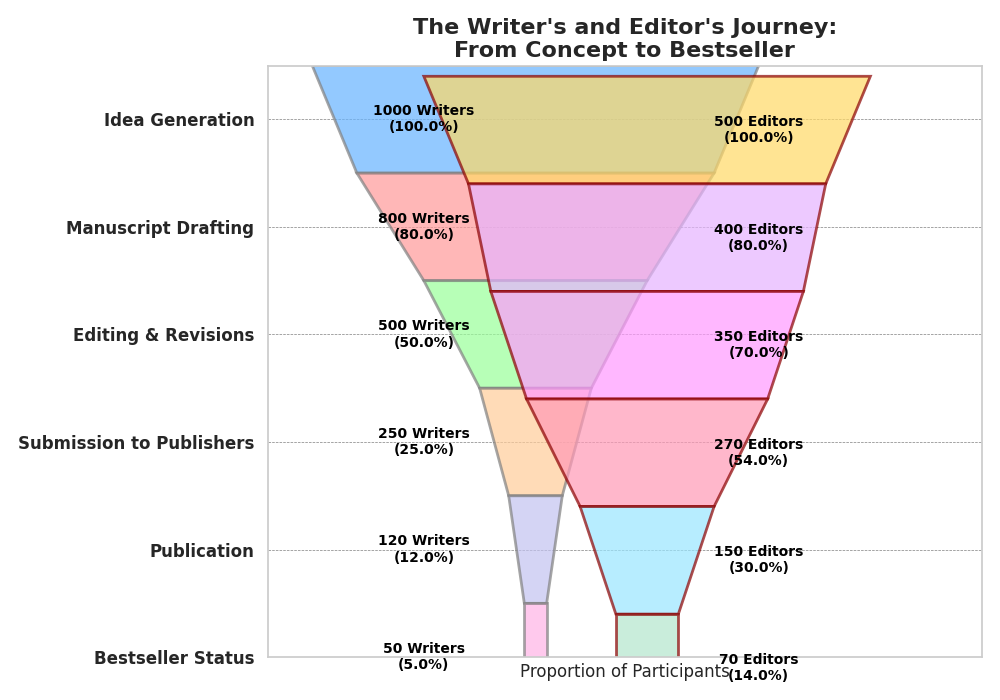 The Writer's and Editor's Journey:
From Concept to Bestseller
Idea Generation
1000 Writers
(100.0%)
500 Editors
(100.0%)
Manuscript Drafting
800 Writers
(80.0%)
400 Editors
(80.0%)
Editing & Revisions
500 Writers
(50.0%)
350 Editors
(70.0%)
Submission to Publishers
250 Writers
(25.0%)
270 Editors
(54.0%)
Publication
120 Writers
(12.0%)
150 Editors
(30.0%)
Bestseller Status
50 Writers
(5.0%)
70 Editors
(14.0%)
Proportion of Participants